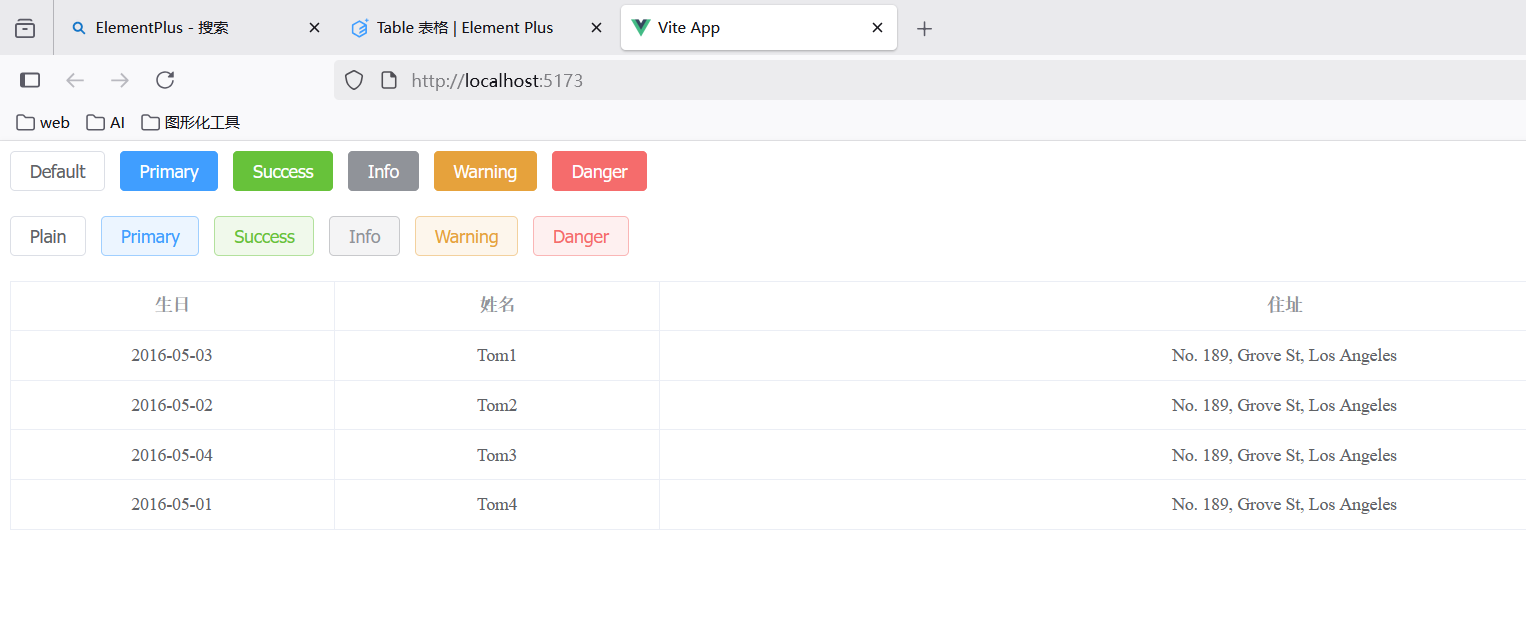 ElementPlus - 搜索 Table 表格 | Element Plus Vite App
http://localhost:5173
web AI 图形化工具
Default Primary Success Info Warning Danger
Plain Primary Success Info Warning Danger
生日 姓名 住址
2016-05-03 Tom1 No. 189, Grove St, Los Angeles
2016-05-02 Tom2 No. 189, Grove St, Los Angeles
2016-05-04 Tom3 No. 189, Grove St, Los Angeles
2016-05-01 Tom4 No. 189, Grove St, Los Angeles